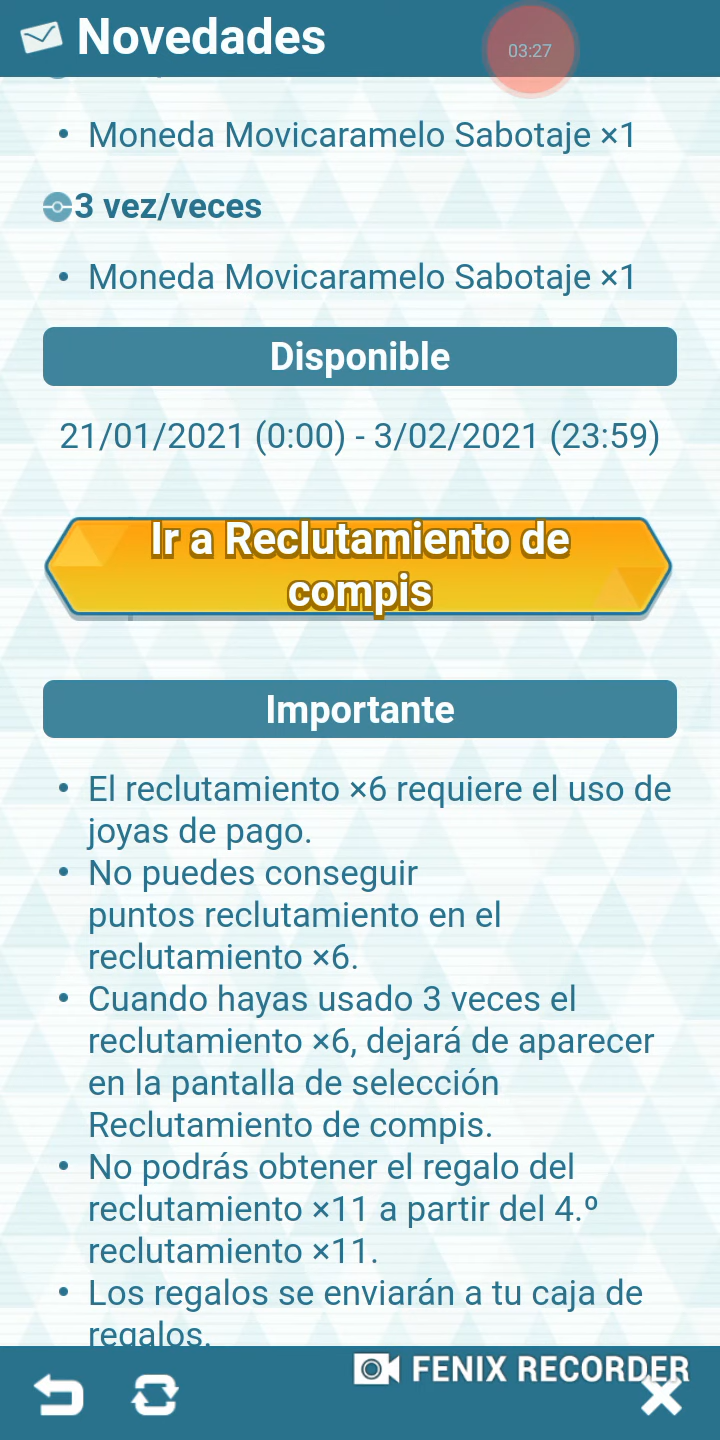 Novedades
03:27
• Moneda Movicaramelo Sabotaje ×1
3 vez/veces
• Moneda Movicaramelo Sabotaje ×1
Disponible
21/01/2021 (0:00) - 3/02/2021 (23:59)
Ir a Reclutamiento de
compis
Importante
• El reclutamiento ×6 requiere el uso de
joyas de pago.
• No puedes conseguir
puntos reclutamiento en el
reclutamiento ×6.
• Cuando hayas usado 3 veces el
reclutamiento ×6, dejará de aparecer
en la pantalla de selección
Reclutamiento de compis.
• No podrás obtener el regalo del
reclutamiento ×11 a partir del 4.º
reclutamiento ×11.
• Los regalos se enviarán a tu caja de
regalos.
FENIX RECORDER